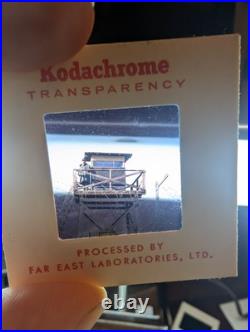 Kodachrome
TRANSPARENCY
PROCESSED BY
FAR EAST LABORATORIES, LTD.